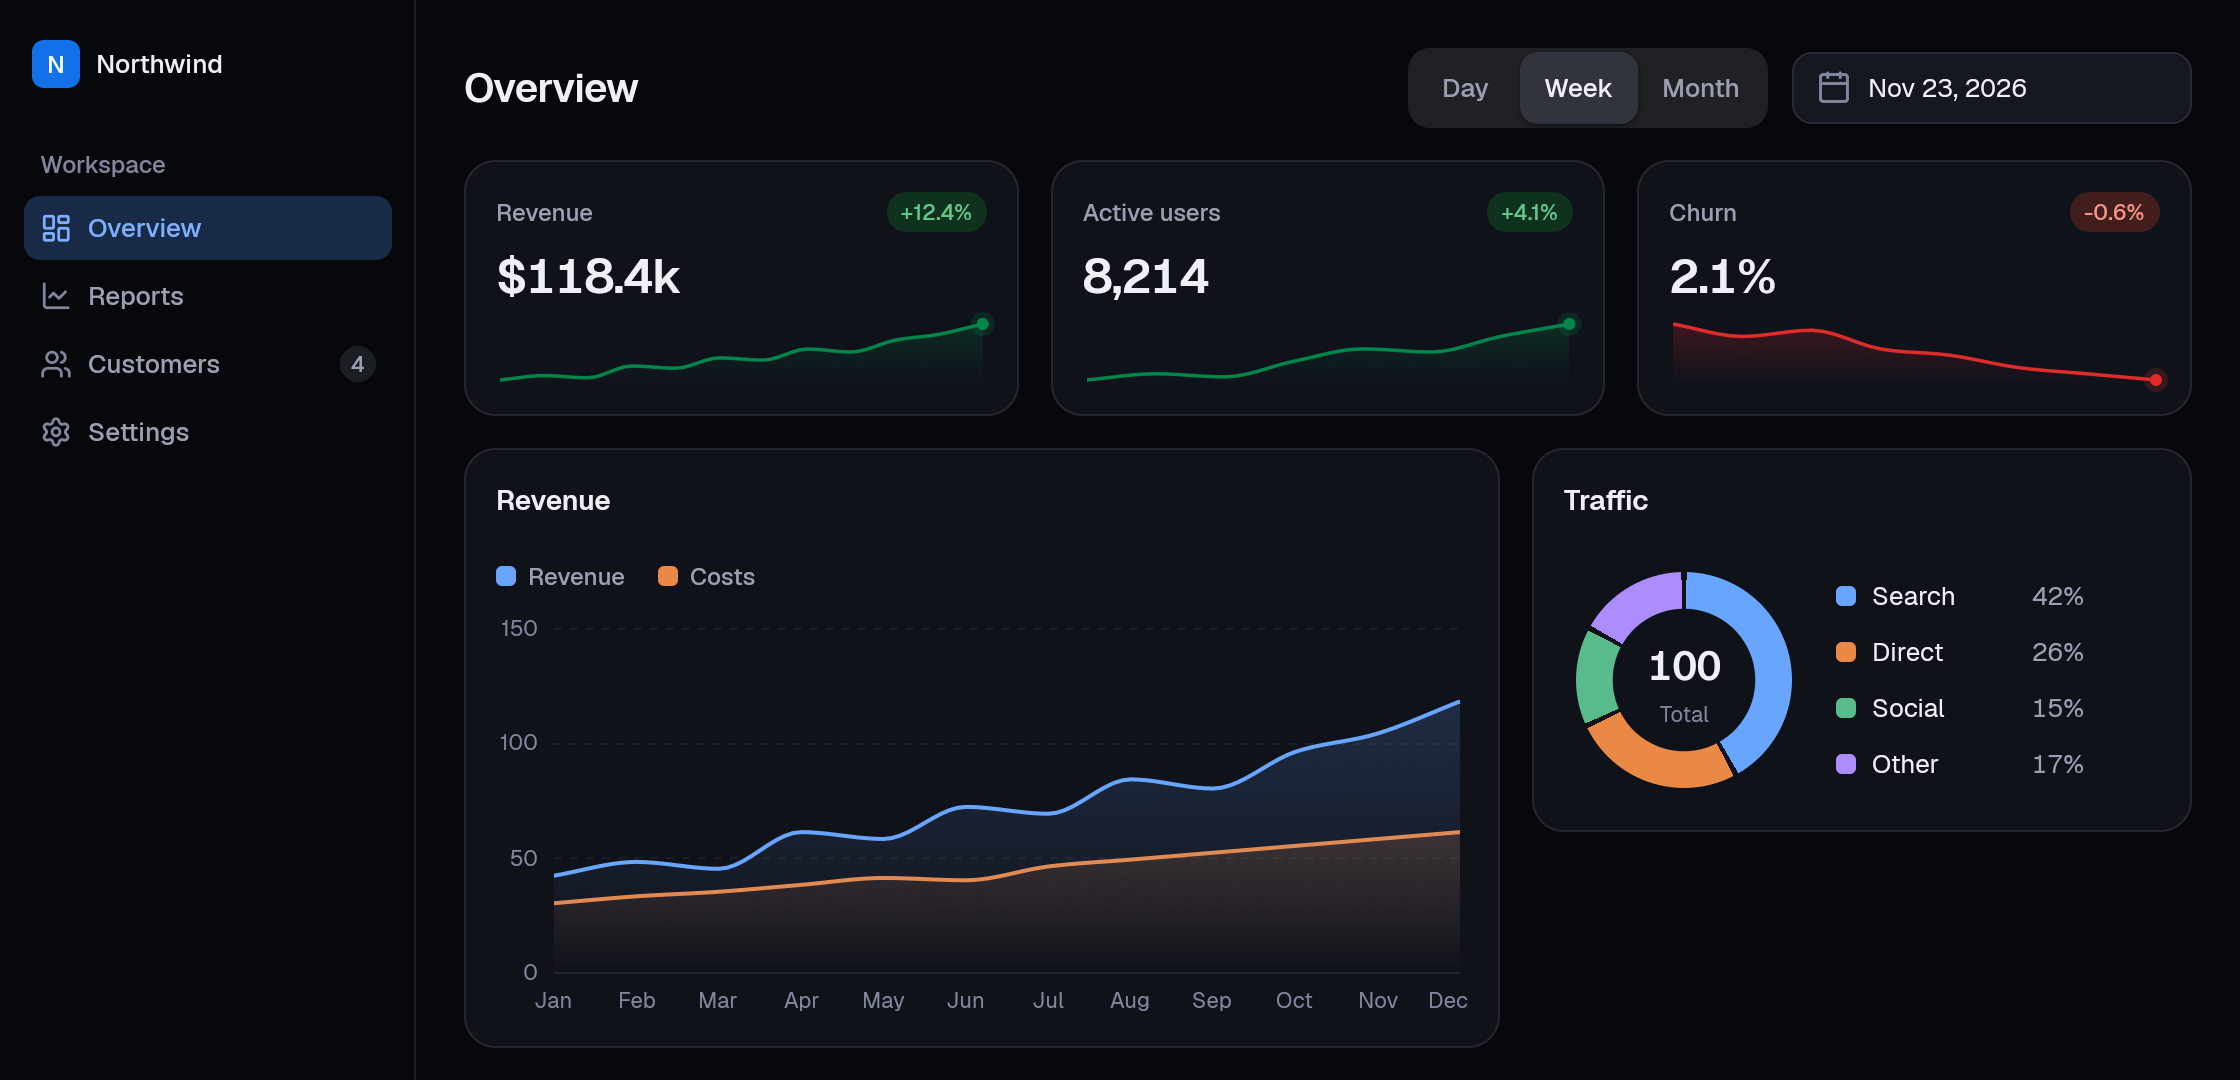 N Northwind
Workspace
Overview
Reports
Customers 4
Settings
Overview
Day Week Month
Nov 23, 2026
Revenue +12.4%
$118.4k
Active users +4.1%
8,214
Churn -0.6%
2.1%
Revenue
Revenue Costs
150
100
50
0
Jan Feb Mar Apr May Jun Jul Aug Sep Oct Nov Dec
Traffic
100
Total
Search 42%
Direct 26%
Social 15%
Other 17%